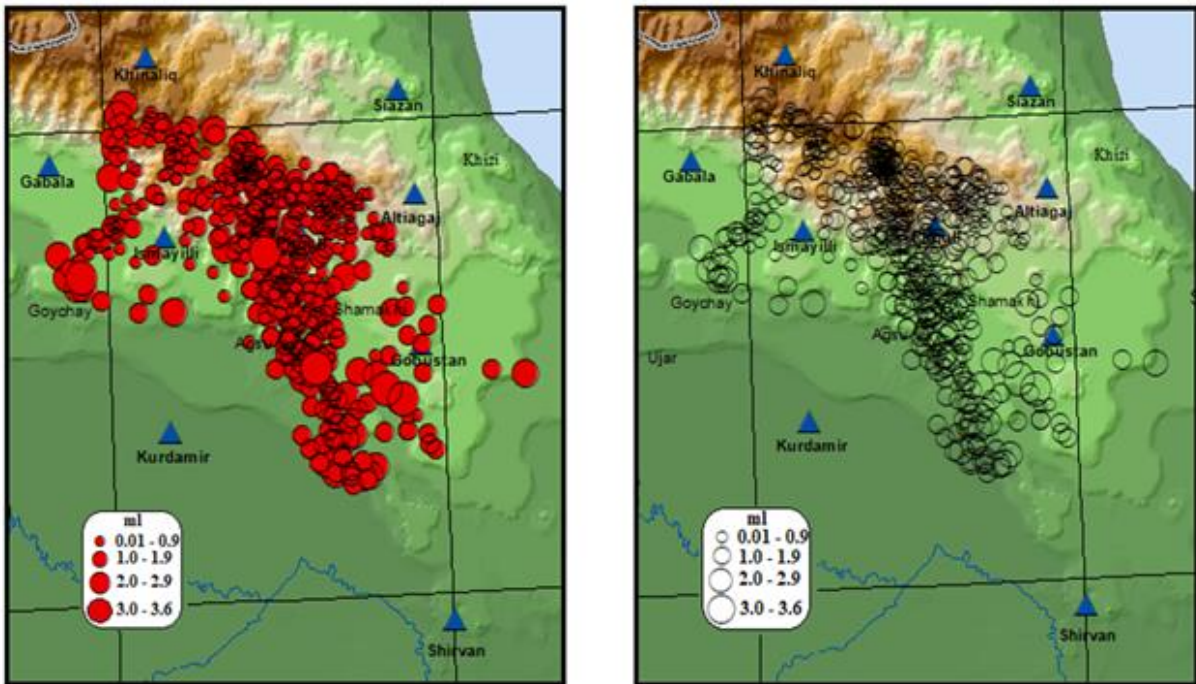 Khinaliq
Siazan
Khizi
Gabala
Altiagaj
Ismayilli
Goychay
Shamakhi
Gobustan
Kurdamir
ml
0.01 - 0.9
1.0 - 1.9
2.0 - 2.9
3.0 - 3.6
Shirvan
Khinaliq
Siazan
Khizi
Gabala
Altiagaj
Ismayilli
Goychay
Shamakhi
Ujar
Gobustan
Kurdamir
ml
0.01 - 0.9
1.0 - 1.9
2.0 - 2.9
3.0 - 3.6
Shirvan